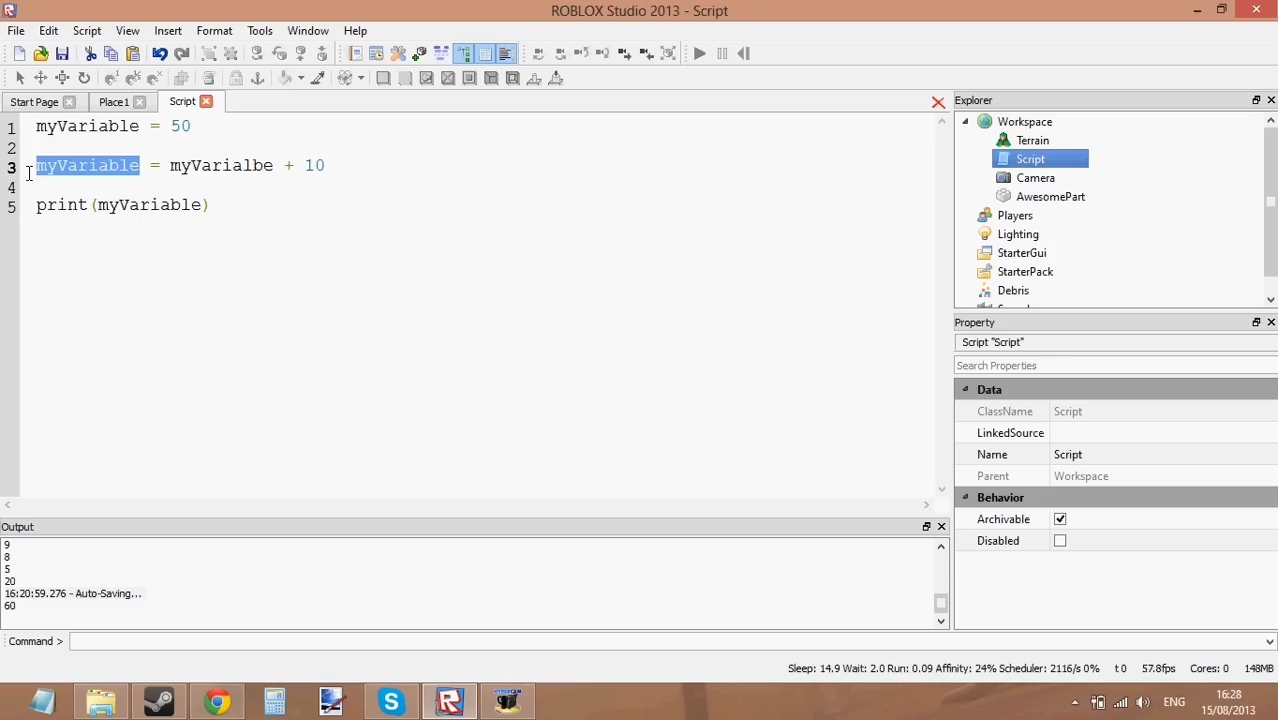 ROBLOX Studio 2013 - Script
File Edit Script View Insert Format Tools Window Help
Start Page Place1 Script
1 myVariable = 50
2
3 myVariable = myVarialbe + 10
4
5 print(myVariable)
Explorer
Workspace
Terrain
Script
Camera
AwesomePart
Players
Lighting
StarterGui
StarterPack
Debris
Property
Script "Script"
Search Properties
Data
ClassName Script
LinkedSource
Name Script
Parent Workspace
Behavior
Archivable
Disabled
Output
9
8
5
20
16:20:59.276 - Auto-Saving...
60
Command >
Sleep: 14.9 Wait: 2.0 Run: 0.09 Affinity: 24% Scheduler: 2116/s 0% t 0 57.8fps Cores: 0 148MB
ENG
16:28
15/08/2013